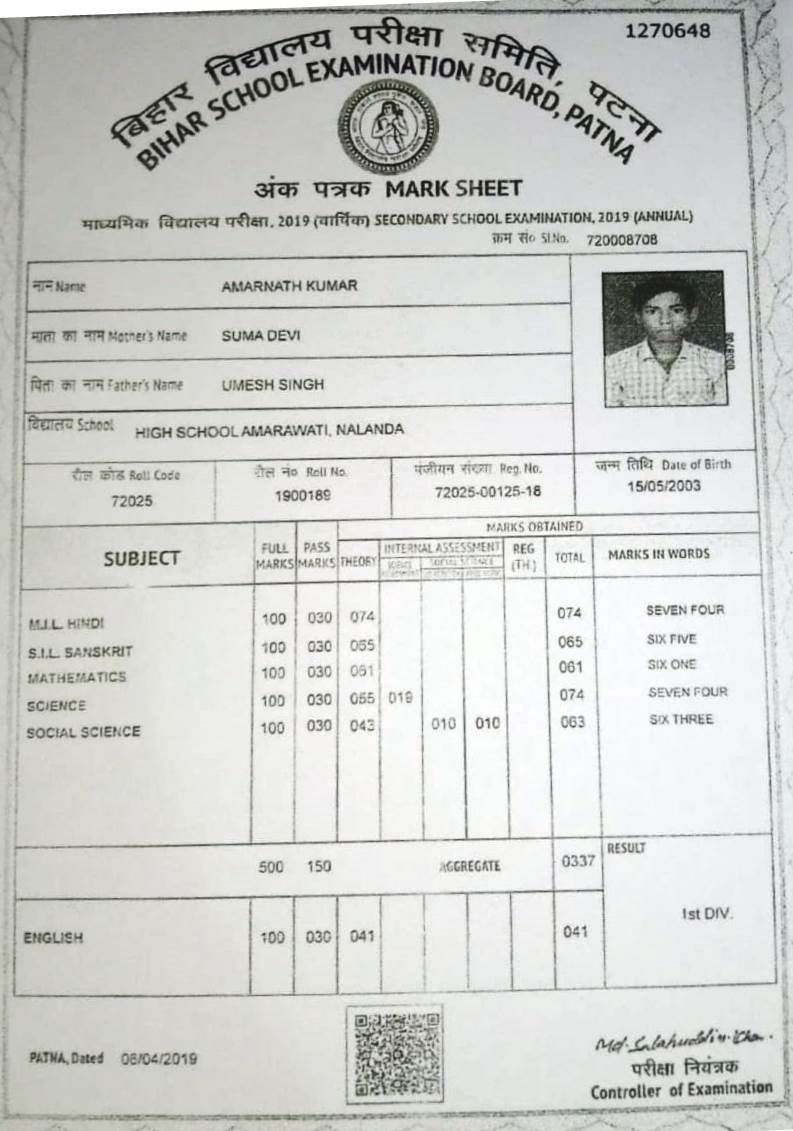 1270648
बिहार विद्यालय परीक्षा समिति, पटना
BIHAR SCHOOL EXAMINATION BOARD, PATNA
अंक पत्रक MARK SHEET
माध्यमिक विद्यालय परीक्षा, 2019 (वार्षिक) SECONDARY SCHOOL EXAMINATION, 2019 (ANNUAL)
क्रम सं० Sl.No. 720008708
नाम Name AMARNATH KUMAR
माता का नाम Mother's Name SUMA DEVI
पिता का नाम Father's Name UMESH SINGH
विद्यालय School HIGH SCHOOL AMARAWATI, NALANDA
रौल कोड Roll Code रौल नं० Roll No. पंजीयन संख्या Reg. No. जन्म तिथि Date of Birth
72025 1900189 72025-00125-18 15/05/2003
MARKS OBTAINED
SUBJECT FULL MARKS PASS MARKS THEORY INTERNAL ASSESSMENT REG (TH.) TOTAL MARKS IN WORDS
SOCIAL SCIENCE
M.I.L. HINDI 100 030 074 074 SEVEN FOUR
S.I.L. SANSKRIT 100 030 065 SIX FIVE
MATHEMATICS 100 030 061 061 SIX ONE
SCIENCE 100 030 055 019 074 SEVEN FOUR
SOCIAL SCIENCE 100 030 043 010 010 063 SIX THREE
500 150 AGGREGATE 0337 RESULT
1st DIV.
ENGLISH 100 030 041 041
PATNA, Dated 06/04/2019
Md. Salahuddin Khan.
परीक्षा नियंत्रक
Controller of Examination